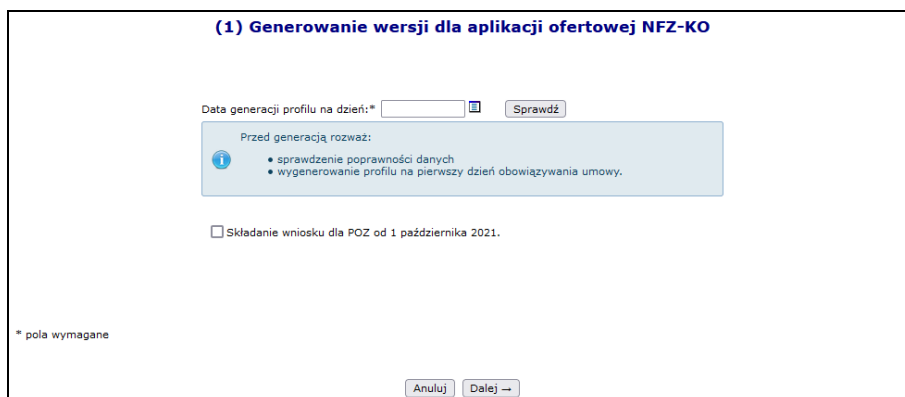 (1) Generowanie wersji dla aplikacji ofertowej NFZ-KO
Data generacji profilu na dzień:* Sprawdź
Przed generacją rozważ:
• sprawdzenie poprawności danych
• wygenerowanie profilu na pierwszy dzień obowiązywania umowy.
Składanie wniosku dla POZ od 1 października 2021.
* pola wymagane
Anuluj Dalej →